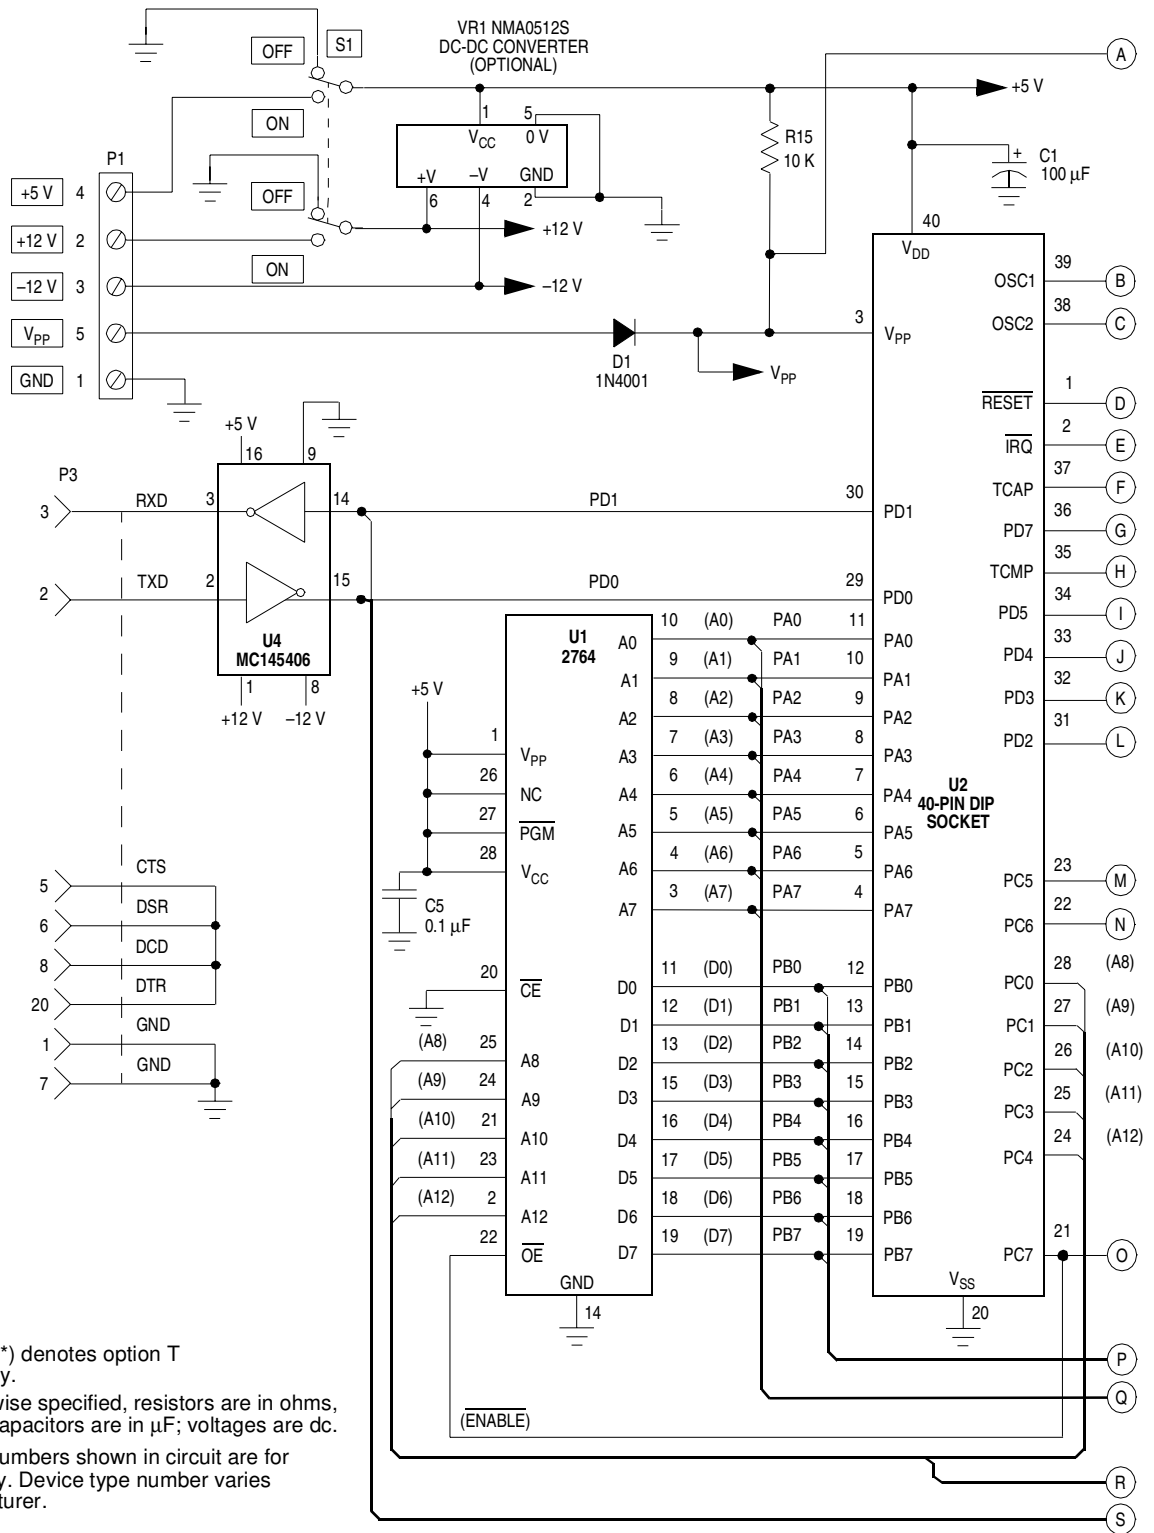 VR1 NMA0512S
DC-DC CONVERTER
(OPTIONAL)
OFF
S1
A
+5 V
ON
1
5
VCC
0 V
+V
–V
GND
6
4
2
R15
10 K
+
C1
100 µF
P1
+5 V 4
+12 V 2
–12 V 3
VPP 5
GND 1
OFF
ON
+12 V
–12 V
D1
1N4001
VPP
40
VDD
3
VPP
OSC1 39 B
OSC2 38 C
RESET 1 D
IRQ 2 E
TCAP 37 F
PD7 36 G
TCMP 35 H
PD5 34 I
PD4 33 J
PD3 32 K
PD2 31 L
+5 V
16
9
P3
3 RXD 3
14
PD1
30
PD1
2 TXD 2
15
PD0
29
PD0
U4
MC145406
1
8
+12 V
–12 V
U1
2764
A0 10 (A0) PA0 11 PA0
A1 9 (A1) PA1 10 PA1
A2 8 (A2) PA2 9 PA2
A3 7 (A3) PA3 8 PA3
A4 6 (A4) PA4 7 PA4
A5 5 (A5) PA5 6 PA5
A6 4 (A6) PA6 5 PA6
A7 3 (A7) PA7 4 PA7
+5 V
1 VPP
26 NC
27 PGM
28 VCC
C5
0.1 µF
U2
40-PIN DIP
SOCKET
PC5 23 M
PC6 22 N
5 CTS
6 DSR
8 DCD
20 DTR
1 GND
7 GND
20 CE
(A8) 25 A8
(A9) 24 A9
(A10) 21 A10
(A11) 23 A11
(A12) 2 A12
22 OE
D0 11 (D0) PB0 12 PB0
D1 12 (D1) PB1 13 PB1
D2 13 (D2) PB2 14 PB2
D3 15 (D3) PB3 15 PB3
D4 16 (D4) PB4 16 PB4
D5 17 (D5) PB5 17 PB5
D6 18 (D6) PB6 18 PB6
D7 19 (D7) PB7 19 PB7
PC0 28 (A8)
PC1 27 (A9)
PC2 26 (A10)
PC3 25 (A11)
PC4 24 (A12)
PC7 21 O
GND
14
VSS
20
P
Q
(ENABLE)
R
S
*) denotes option T
y.
wise specified, resistors are in ohms,
apacitors are in µF; voltages are dc.
umbers shown in circuit are for
y. Device type number varies
turer.